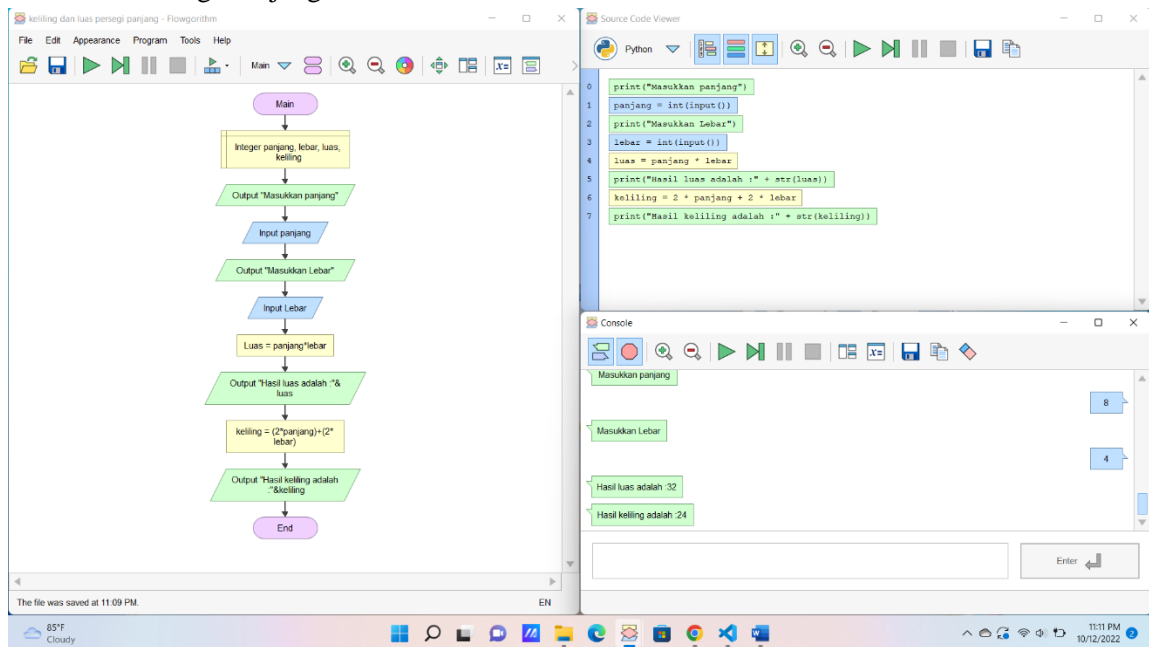 keliling dan luas persegi panjang - Flowgorithm
File Edit Appearance Program Tools Help
Main
Main
Integer panjang, lebar, luas,
keliling
Output "Masukkan panjang"
Input panjang
Output "Masukkan Lebar"
Input Lebar
Luas = panjang*lebar
Output "Hasil luas adalah :"&
luas
keliling = (2*panjang)+(2*
lebar)
Output "Hasil keliling adalah
:"&keliling
End
The file was saved at 11:09 PM.
EN
Source Code Viewer
Python
0 print("Masukkan panjang")
1 panjang = int(input())
2 print("Masukkan Lebar")
3 lebar = int(input())
4 luas = panjang * lebar
5 print("Hasil luas adalah :" + str(luas))
6 keliling = 2 * panjang + 2 * lebar
7 print("Hasil keliling adalah :" + str(keliling))
Console
Masukkan panjang
8
Masukkan Lebar
4
Hasil luas adalah :32
Hasil keliling adalah :24
Enter
85°F
Cloudy
11:11 PM
10/12/2022
2